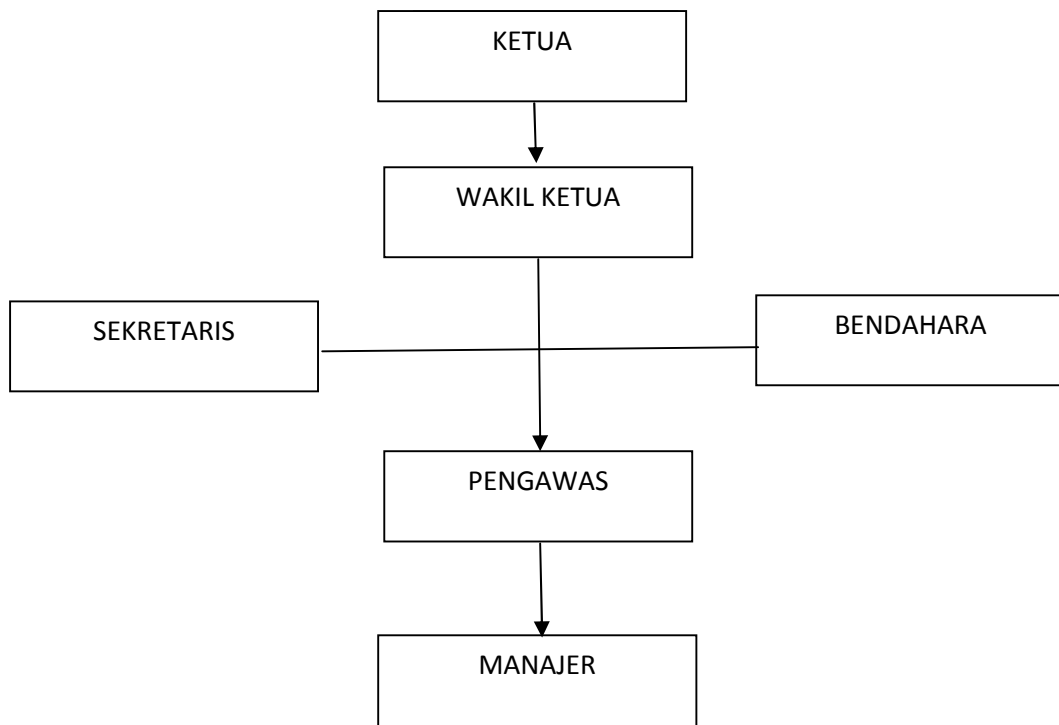 KETUA
WAKIL KETUA
SEKRETARIS
BENDAHARA
PENGAWAS
MANAJER